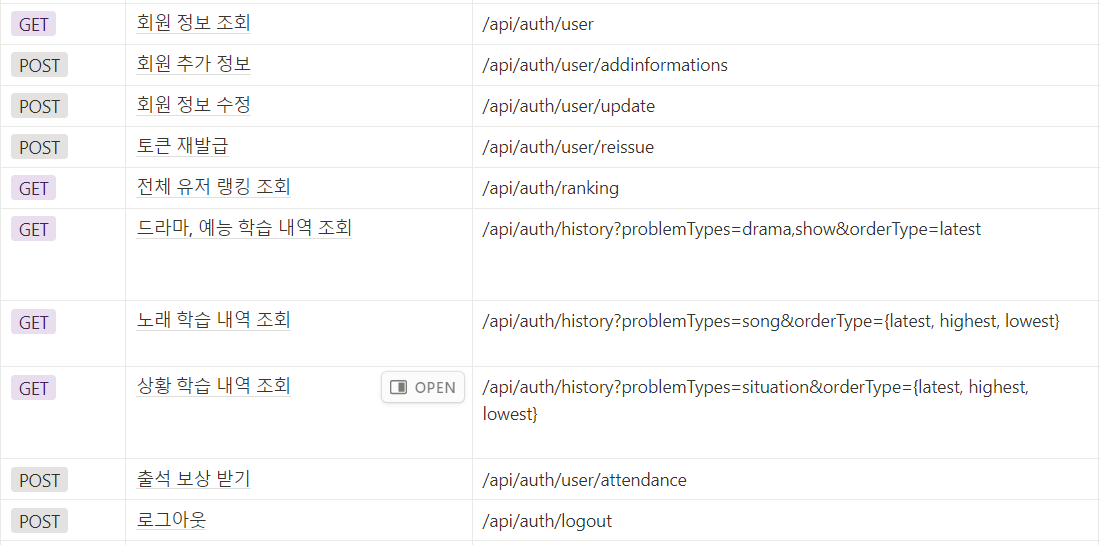 GET 회원 정보 조회 /api/auth/user
POST 회원 추가 정보 /api/auth/user/addinformations
POST 회원 정보 수정 /api/auth/user/update
POST 토큰 재발급 /api/auth/user/reissue
GET 전체 유저 랭킹 조회 /api/auth/ranking
GET 드라마, 예능 학습 내역 조회 /api/auth/history?problemTypes=drama,show&orderType=latest
GET 노래 학습 내역 조회 /api/auth/history?problemTypes=song&orderType={latest, highest, lowest}
GET 상황 학습 내역 조회 OPEN /api/auth/history?problemTypes=situation&orderType={latest, highest,
lowest}
POST 출석 보상 받기 /api/auth/user/attendance
POST 로그아웃 /api/auth/logout